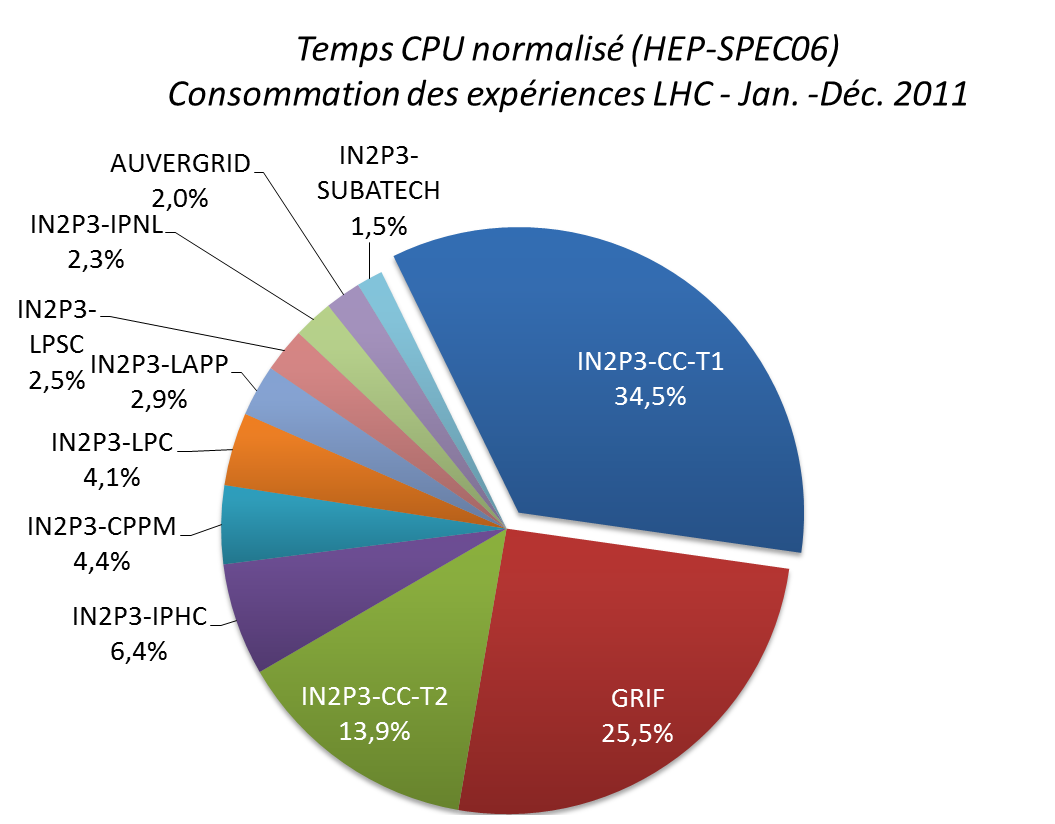 Temps CPU normalisé (HEP-SPEC06)
Consommation des expériences LHC - Jan. -Déc. 2011
IN2P3-
SUBATECH
1,5%
AUVERGRID
2,0%
IN2P3-IPNL
2,3%
IN2P3-
LPSC
2,5%
IN2P3-LAPP
2,9%
IN2P3-LPC
4,1%
IN2P3-CPPM
4,4%
IN2P3-IPHC
6,4%
IN2P3-CC-T2
13,9%
GRIF
25,5%
IN2P3-CC-T1
34,5%